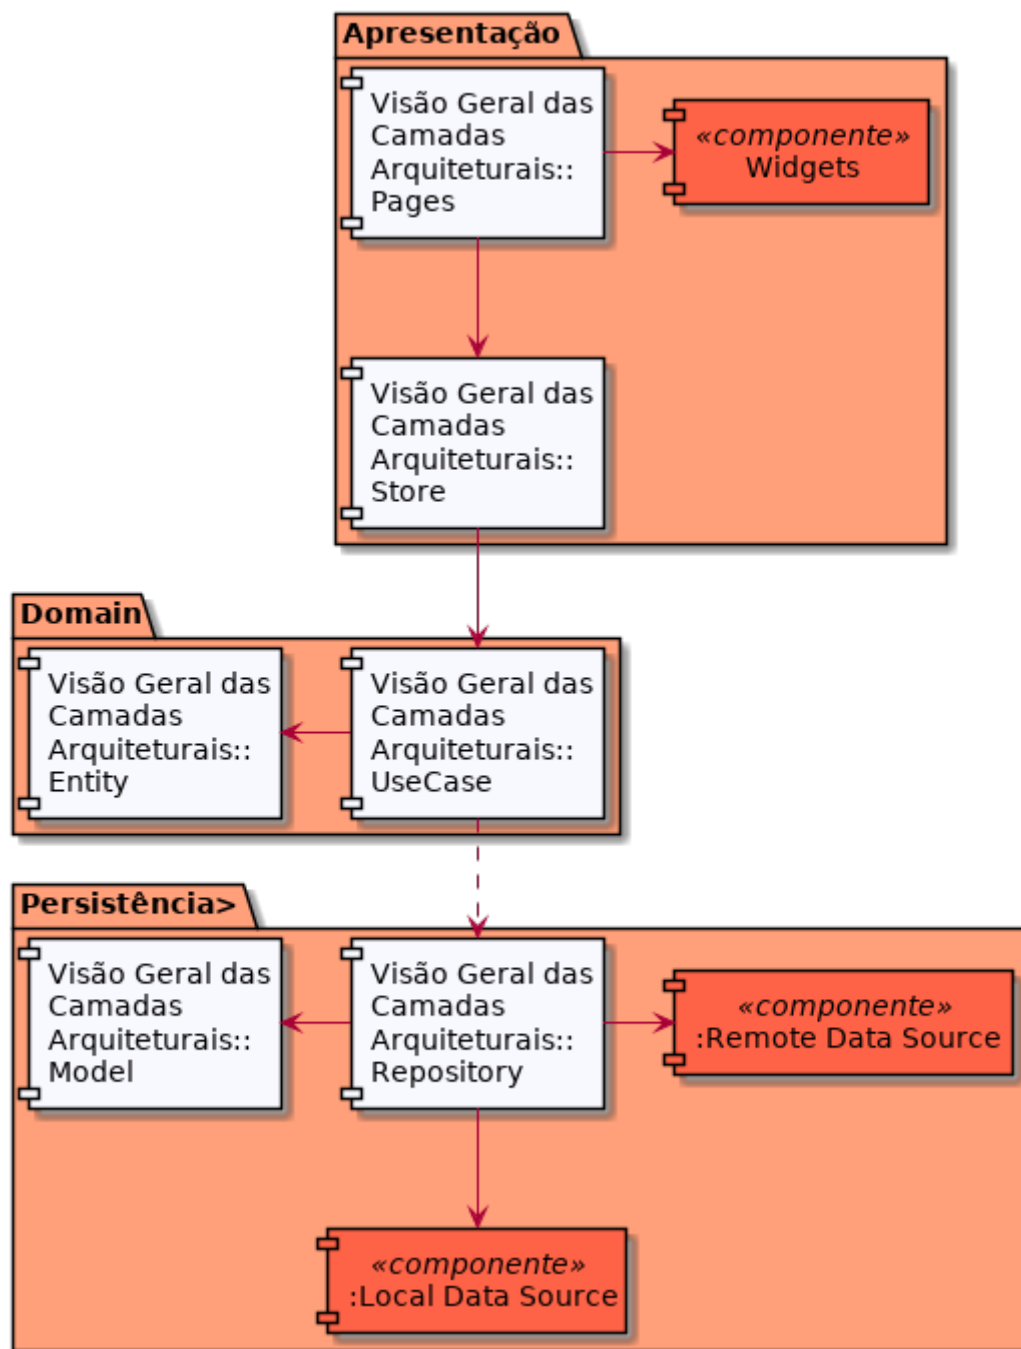 Apresentação
Visão Geral das
Camadas
Arquiteturais::
Pages
«componente»
Widgets
Visão Geral das
Camadas
Arquiteturais::
Store
Domain
Visão Geral das
Camadas
Arquiteturais::
Entity
Visão Geral das
Camadas
Arquiteturais::
UseCase
Persistência>
Visão Geral das
Camadas
Arquiteturais::
Model
Visão Geral das
Camadas
Arquiteturais::
Repository
«componente»
:Remote Data Source
«componente»
:Local Data Source